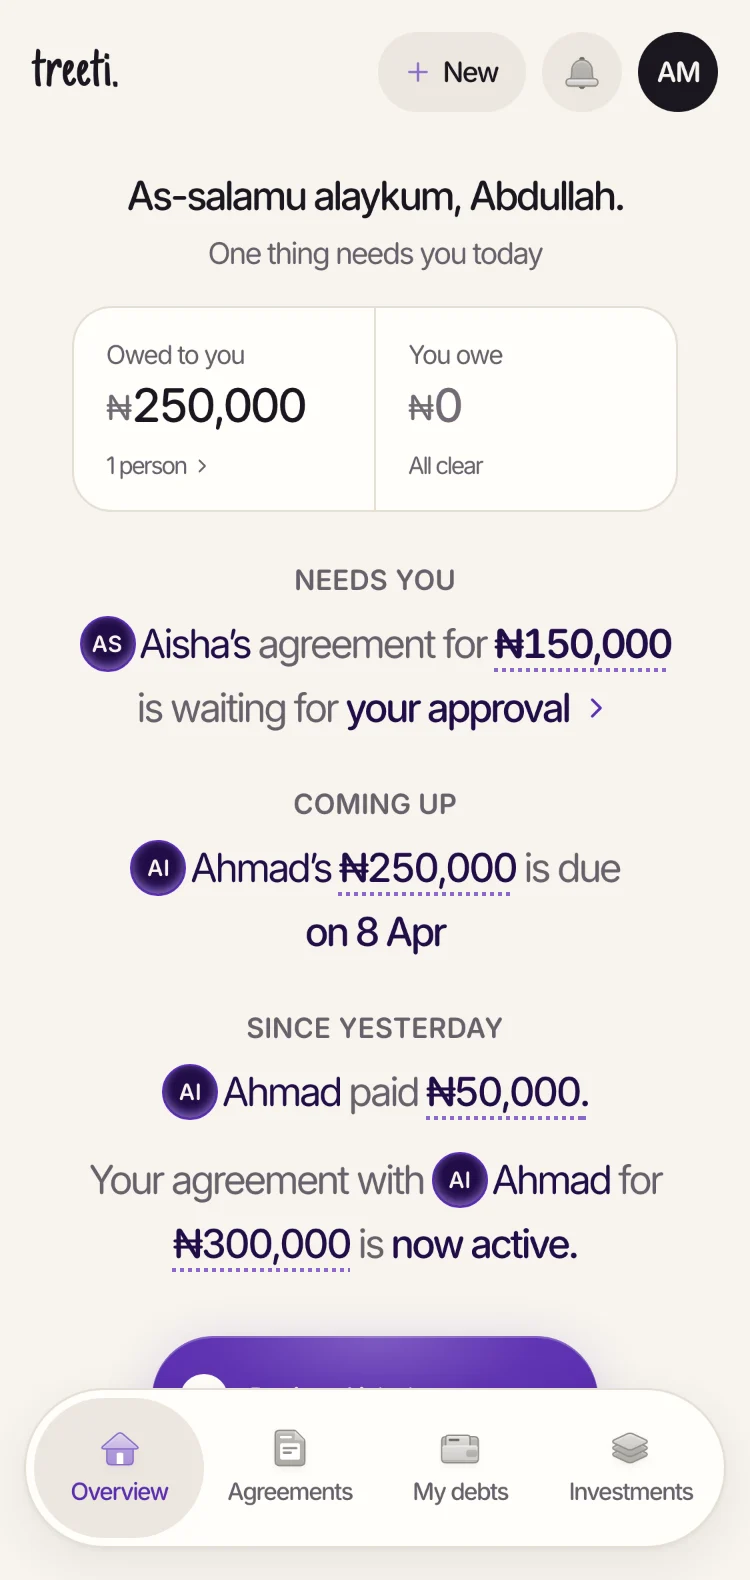 treeti.
+ New
AM
As-salamu alaykum, Abdullah.
One thing needs you today
Owed to you
₦250,000
1 person >
You owe
₦0
All clear
NEEDS YOU
AS Aisha's agreement for ₦150,000
is waiting for your approval >
COMING UP
AI Ahmad's ₦250,000 is due
on 8 Apr
SINCE YESTERDAY
AI Ahmad paid ₦50,000.
Your agreement with AI Ahmad for
₦300,000 is now active.
Overview
Agreements
My debts
Investments